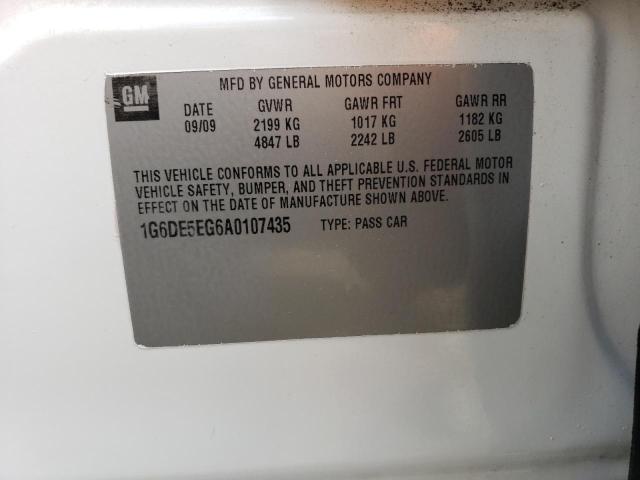 GM
MFD BY GENERAL MOTORS COMPANY
DATE GVWR GAWR FRT GAWR RR
09/09 2199 KG 1017 KG 1182 KG
4847 LB 2242 LB 2605 LB
THIS VEHICLE CONFORMS TO ALL APPLICABLE U.S. FEDERAL MOTOR
VEHICLE SAFETY, BUMPER, AND THEFT PREVENTION STANDARDS IN
EFFECT ON THE DATE OF MANUFACTURE SHOWN ABOVE.
1G6DE5EG6A0107435 TYPE: PASS CAR